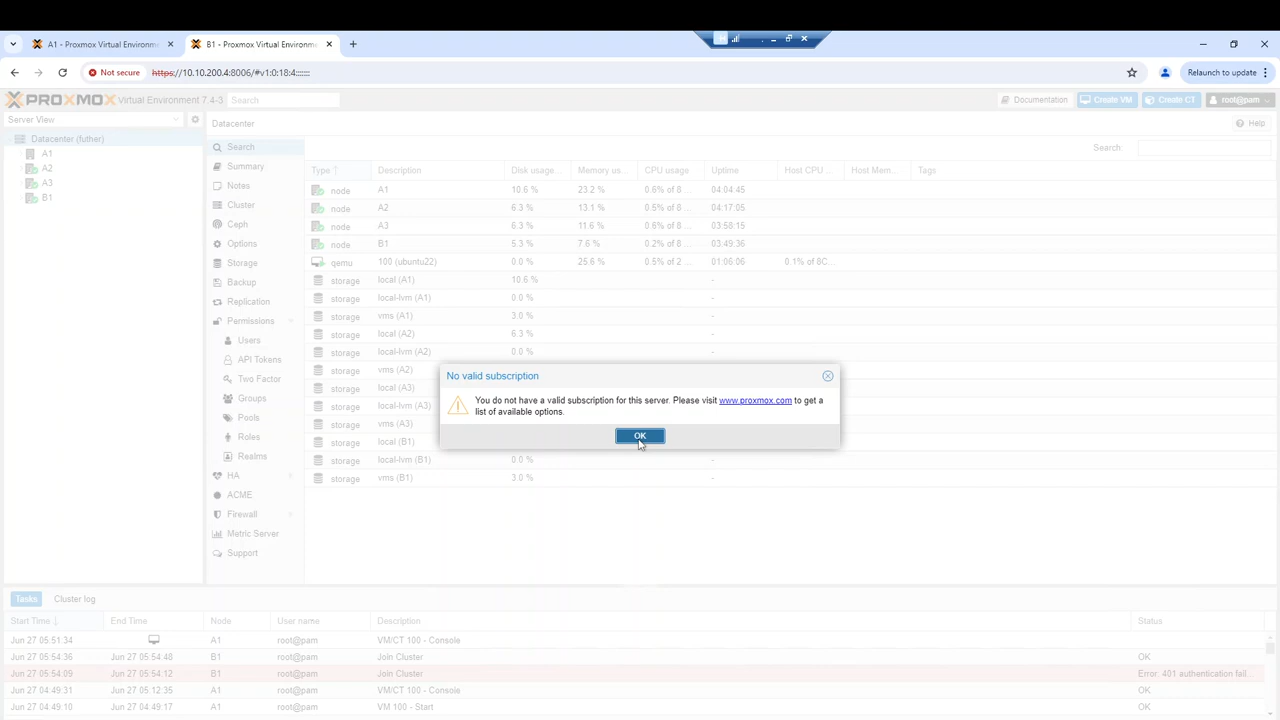 A1 - Proxmox Virtual Environm
B1 - Proxmox Virtual Environm
Not secure https://10.10.200.4:8006/#v1:0:18:4:::::::
Relaunch to update
PROXMOX Virtual Environment 7.4-3 Search
Documentation Create VM Create CT root@pam
Server View
Datacenter Help
Datacenter (futher)
A1
A2
A3
B1
Search
Summary
Notes
Cluster
Ceph
Options
Storage
Backup
Replication
Permissions
Users
API Tokens
Two Factor
Groups
Pools
Roles
Realms
HA
ACME
Firewall
Metric Server
Support
Search:
Type Description Disk usage... Memory us... CPU usage Uptime Host CPU ... Host Mem... Tags
node A1 10.6 % 23.2 % 0.6% of 8 ... 04:04:45
node A2 6.3 % 13.1 % 0.5% of 8 ... 04:17:05
node A3 6.3 % 11.6 % 0.6% of 8 ... 03:58:15
node B1 5.3 % 7.6 % 0.2% of 8 ... 03:49:36
qemu 100 (ubuntu22) 0.0 % 25.6 % 0.5% of 2 ... 01:06:06 0.1% of 8C...
storage local (A1) 10.6 % -
storage local-lvm (A1) 0.0 % -
storage vms (A1) 3.0 % -
storage local (A2) 6.3 % -
storage local-lvm (A2) 0.0 % -
storage vms (A2)
storage local (A3)
storage local-lvm (A3)
storage vms (A3)
storage local (B1)
storage local-lvm (B1) 0.0 % -
storage vms (B1) 3.0 % -
No valid subscription
You do not have a valid subscription for this server. Please visit www.proxmox.com to get a
list of available options.
OK
Tasks Cluster log
Start Time End Time Node User name Description Status
Jun 27 05:51:34 A1 root@pam VM/CT 100 - Console
Jun 27 05:54:36 Jun 27 05:54:48 B1 root@pam Join Cluster OK
Jun 27 05:54:09 Jun 27 05:54:12 B1 root@pam Join Cluster Error: 401 authentication fail...
Jun 27 04:49:31 Jun 27 05:12:35 A1 root@pam VM/CT 100 - Console OK
Jun 27 04:49:10 Jun 27 04:49:17 A1 root@pam VM 100 - Start OK